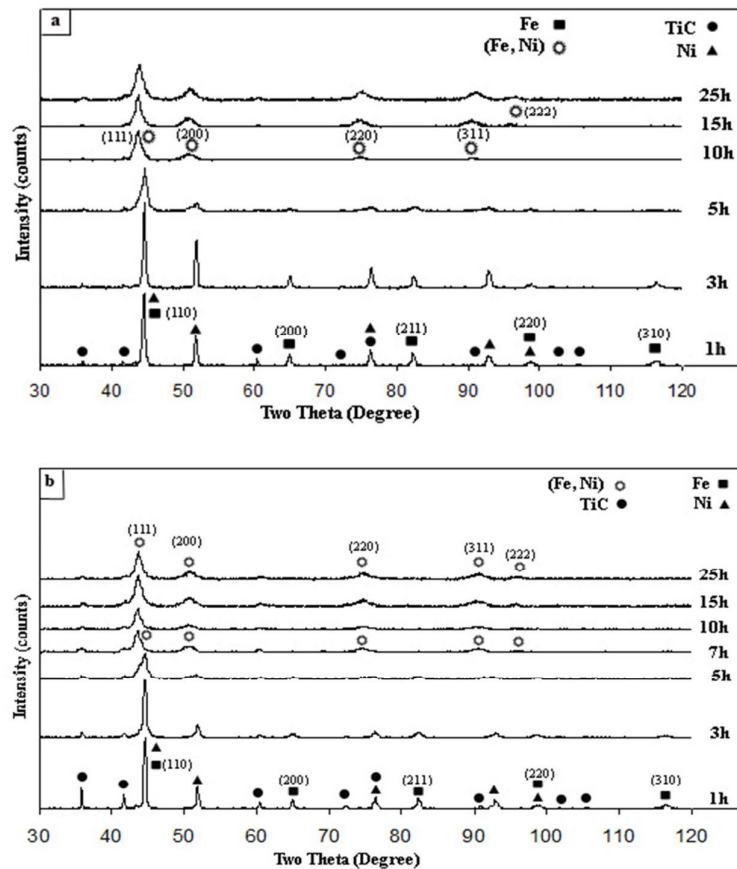 a
Fe
TiC
(Fe, Ni)
Ni
25h
(222)
15h
(111)
(200)
(220)
(311)
10h
5h
3h
(110)
(200)
(211)
(220)
(310)
1h
Intensity (counts)
30 40 50 60 70 80 90 100 110 120
Two Theta (Degree)
b
(Fe, Ni)
Fe
TiC
Ni
(111)
(200)
(220)
(311)
(222)
25h
15h
10h
7h
5h
3h
(110)
(200)
(211)
(220)
(310)
1h
Intensity (counts)
30 40 50 60 70 80 90 100 110 120
Two Theta (Degree)